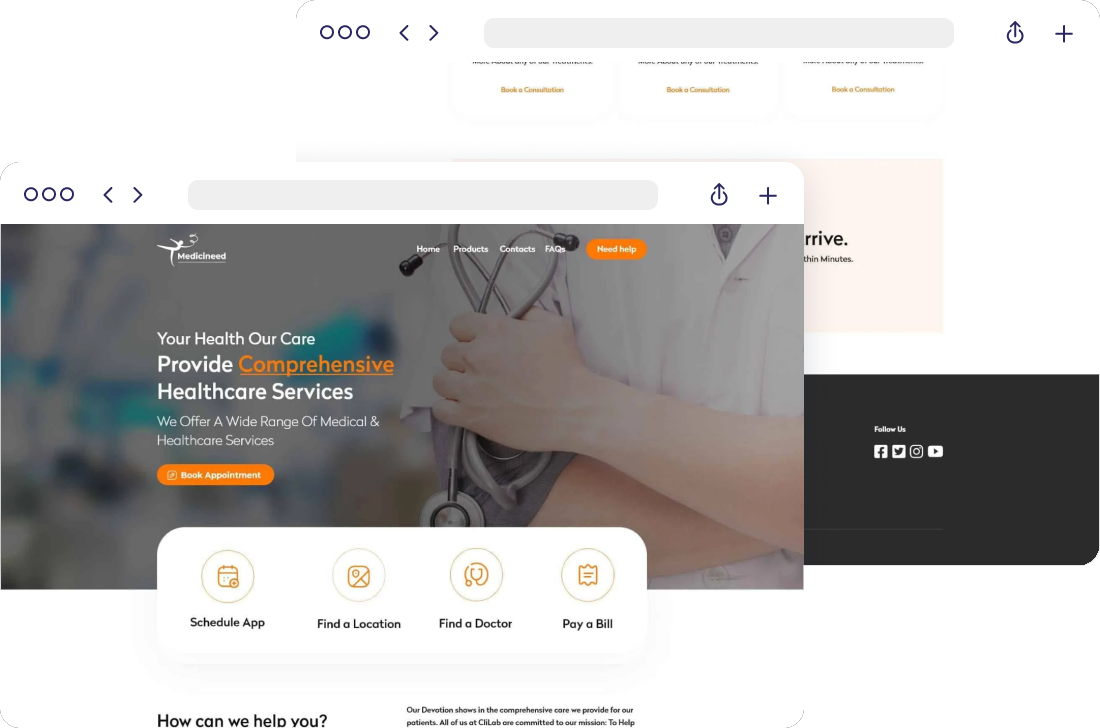 More About any of our Treatments.
More About any of our Treatments.
More About any of our Treatments.
Book a Consultation
Book a Consultation
Book a Consultation
rrive.
thin Minutes.
Follow Us
Medicineed
Home
Products
Contacts
FAQs
Need help
Your Health Our Care
Provide Comprehensive
Healthcare Services
We Offer A Wide Range Of Medical &
Healthcare Services
Book Appointment
Schedule App
Find a Location
Find a Doctor
Pay a Bill
How can we help you?
Our Devotion shows in the comprehensive care we provide for our
patients. All of us at CliLab are committed to our mission: To Help